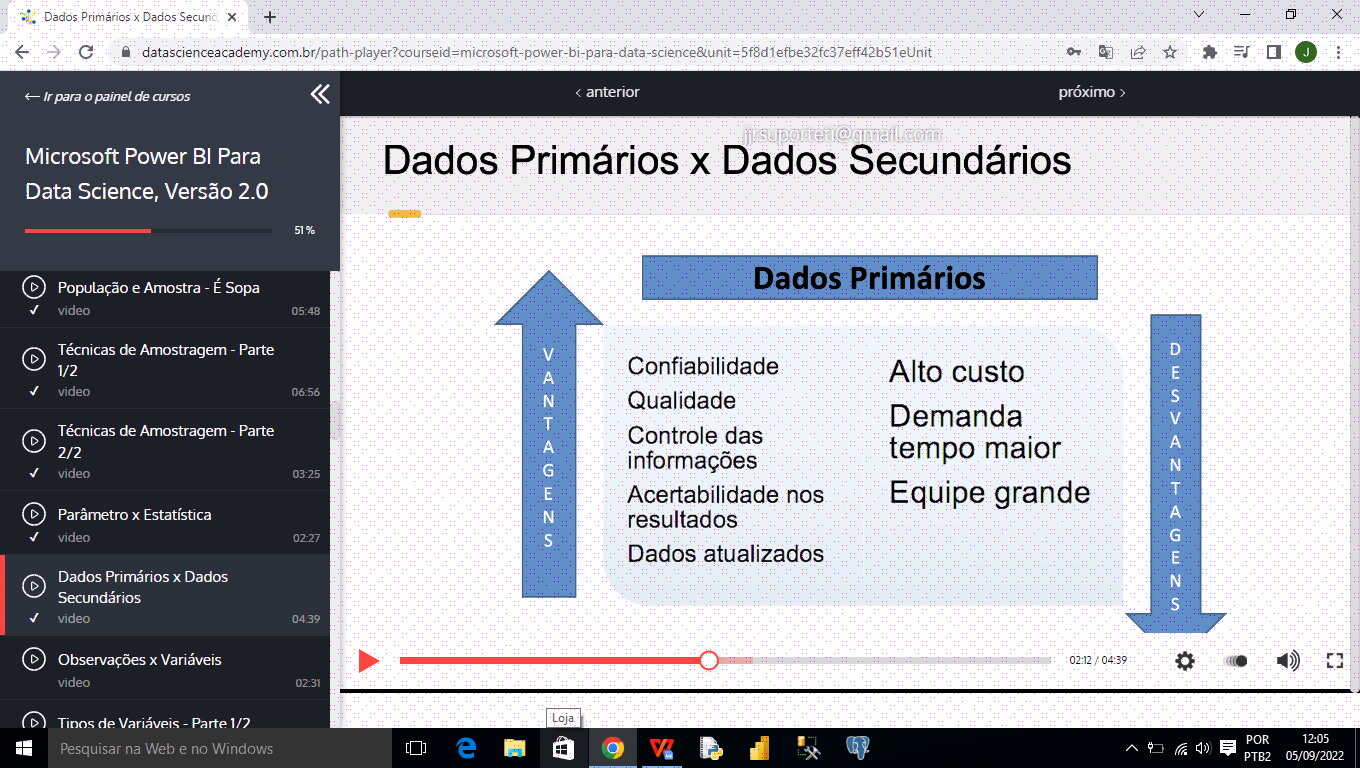 Dados Primários x Dados Secund
datascienceacademy.com.br/path-player?courseid=microsoft-power-bi-para-data-science&unit=5f8d1efbe32fc37eff42b51eUnit
J
← Ir para o painel de cursos
‹ anterior
próximo ›
Microsoft Power BI Para
Data Science, Versão 2.0
51%
População e Amostra - É Sopa
video 05:48
Técnicas de Amostragem - Parte
1/2
video 06:56
Técnicas de Amostragem - Parte
2/2
video 03:25
Parâmetro x Estatística
video 02:27
Dados Primários x Dados
Secundários
video 04:39
Observações x Variáveis
video 02:31
Tipos de Variáveis - Parte 1/2
jjrsuporteti@gmail.com
Dados Primários x Dados Secundários
Dados Primários
VANTAGENS
Confiabilidade
Qualidade
Controle das
informações
Acertabilidade nos
resultados
Dados atualizados
Alto custo
Demanda
tempo maior
Equipe grande
DESVANTAGENS
02:12 / 04:39
Loja
Pesquisar na Web e no Windows
POR
PTB2
12:05
05/09/2022